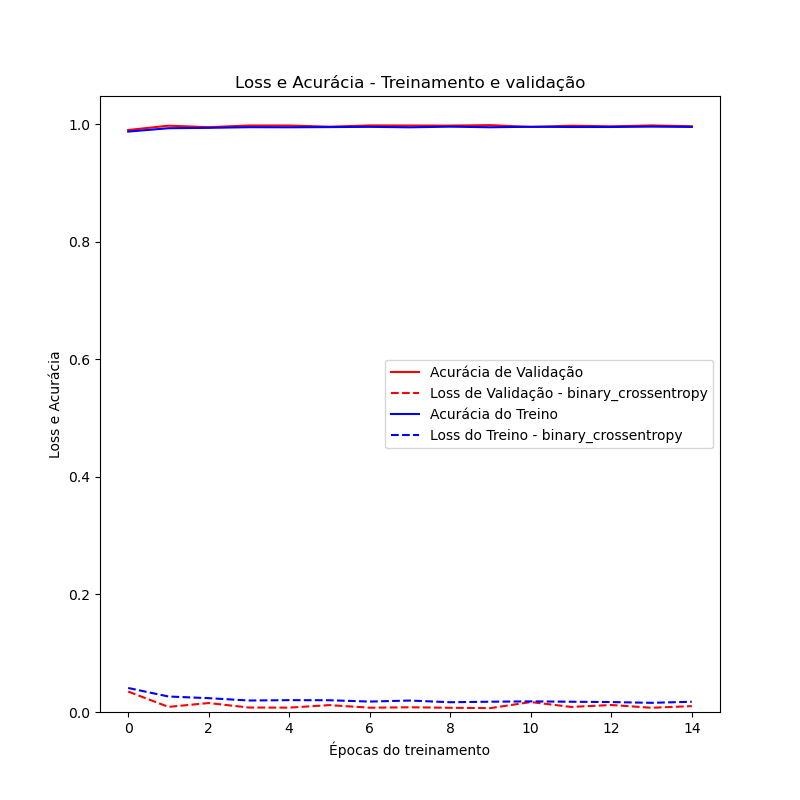 Loss e Acurácia - Treinamento e validação
1.0
0.8
0.6
0.4
0.2
0.0
Loss e Acurácia
Acurácia de Validação
Loss de Validação - binary_crossentropy
Acurácia do Treino
Loss do Treino - binary_crossentropy
0 2 4 6 8 10 12 14
Épocas do treinamento